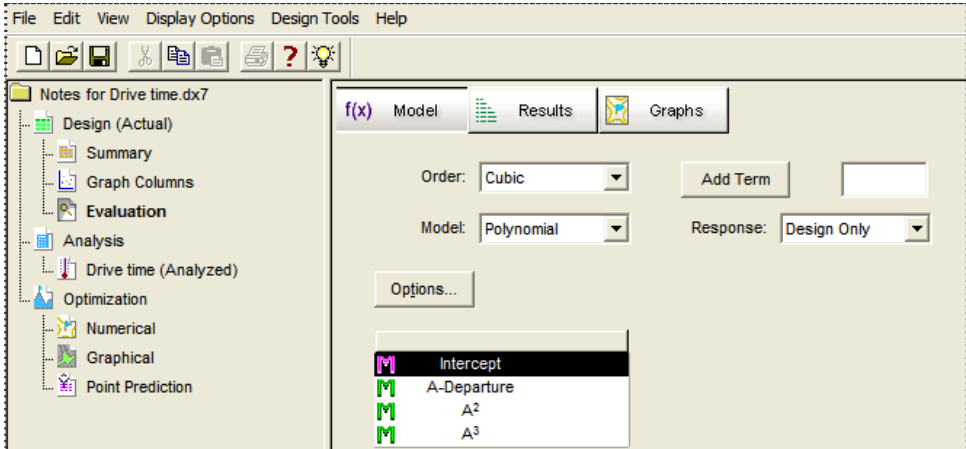 File Edit View Display Options Design Tools Help
?
Notes for Drive time.dx7
Design (Actual)
Summary
Graph Columns
Evaluation
Analysis
Drive time (Analyzed)
Optimization
Numerical
Graphical
Point Prediction
f(x) Model Results Graphs
Order: Cubic Add Term
Model: Polynomial Response: Design Only
Options...
M Intercept
M A-Departure
M A²
M A³